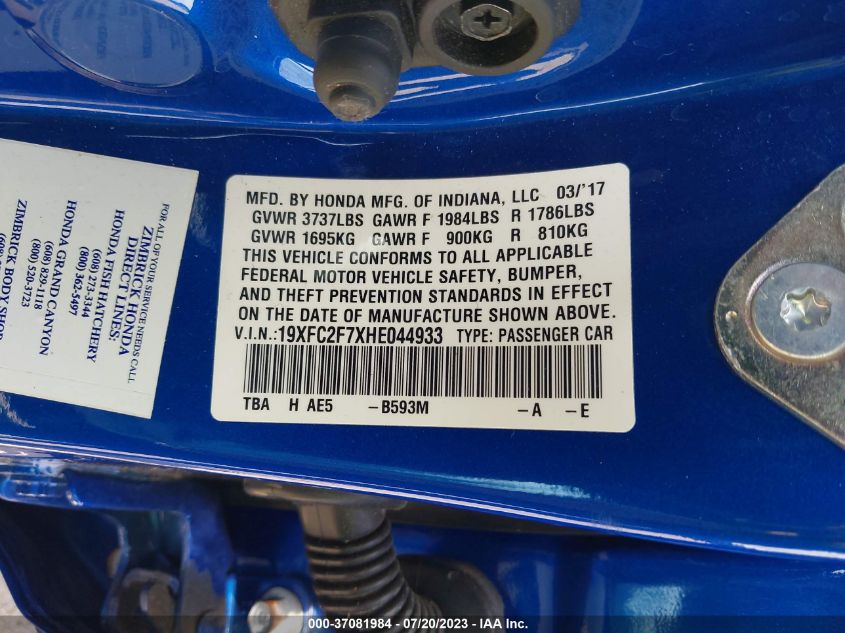 MFD. BY HONDA MFG. OF INDIANA, LLC 03/'17
GVWR 3737LBS GAWR F 1984LBS R 1786LBS
GVWR 1695KG GAWR F 900KG R 810KG
THIS VEHICLE CONFORMS TO ALL APPLICABLE
FEDERAL MOTOR VEHICLE SAFETY, BUMPER,
AND THEFT PREVENTION STANDARDS IN EFFECT
ON THE DATE OF MANUFACTURE SHOWN ABOVE.
V.I.N.:19XFC2F7XHE044933 TYPE: PASSENGER CAR
TBA H AE5 -B593M -A -E
FOR ALL OF YOUR SERVICE NEEDS CALL
ZIMBRICK HONDA
DIRECT LINES:
HONDA FISH HATCHERY
(608) 273-3344
(800) 362-5497
HONDA GRAND CANYON
(608) 829-1118
(800) 520-3723
ZIMBRICK BODY SHOP
000-37081984 / 07/20/2023 - IAA Inc.